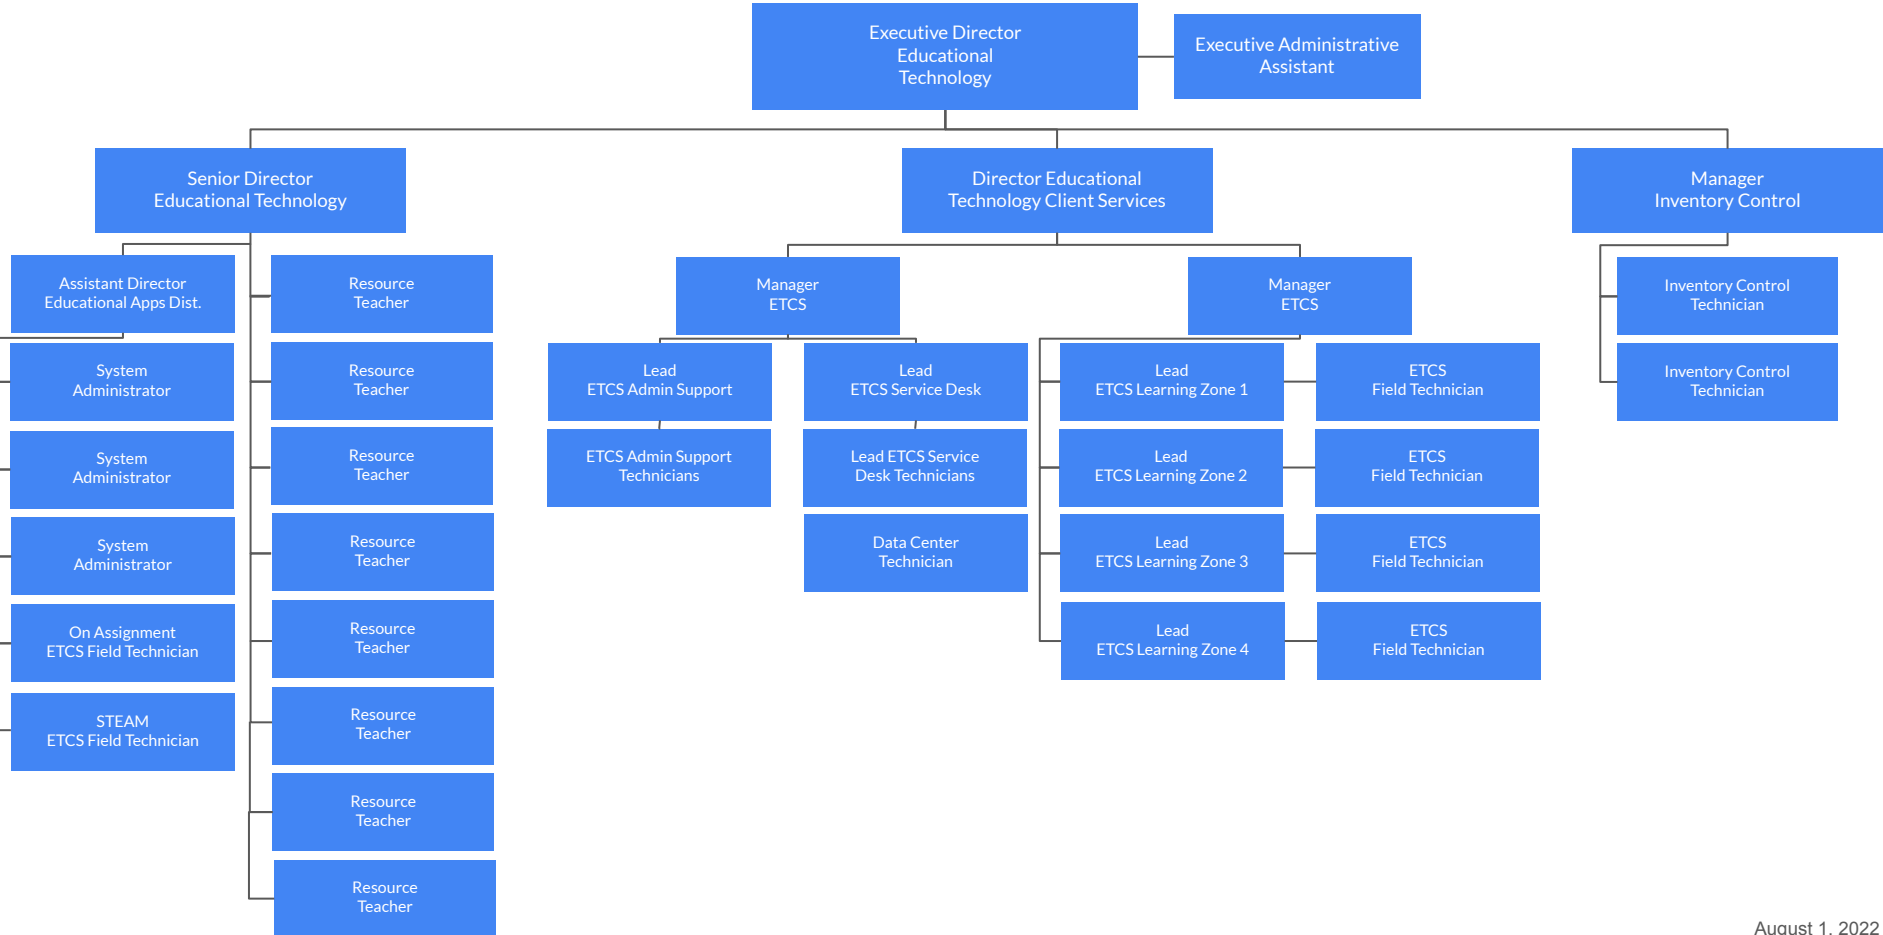 Executive Director
Educational
Technology
Executive Administrative
Assistant
Senior Director
Educational Technology
Director Educational
Technology Client Services
Manager
Inventory Control
Assistant Director
Educational Apps Dist.
System
Administrator
System
Administrator
System
Administrator
On Assignment
ETCS Field Technician
STEAM
ETCS Field Technician
Resource
Teacher
Resource
Teacher
Resource
Teacher
Resource
Teacher
Resource
Teacher
Resource
Teacher
Resource
Teacher
Resource
Teacher
Manager
ETCS
Lead
ETCS Admin Support
ETCS Admin Support
Technicians
Lead
ETCS Service Desk
Lead ETCS Service
Desk Technicians
Data Center
Technician
Manager
ETCS
Lead
ETCS Learning Zone 1
ETCS
Field Technician
Lead
ETCS Learning Zone 2
ETCS
Field Technician
Lead
ETCS Learning Zone 3
ETCS
Field Technician
Lead
ETCS Learning Zone 4
ETCS
Field Technician
Inventory Control
Technician
Inventory Control
Technician
August 1, 2022